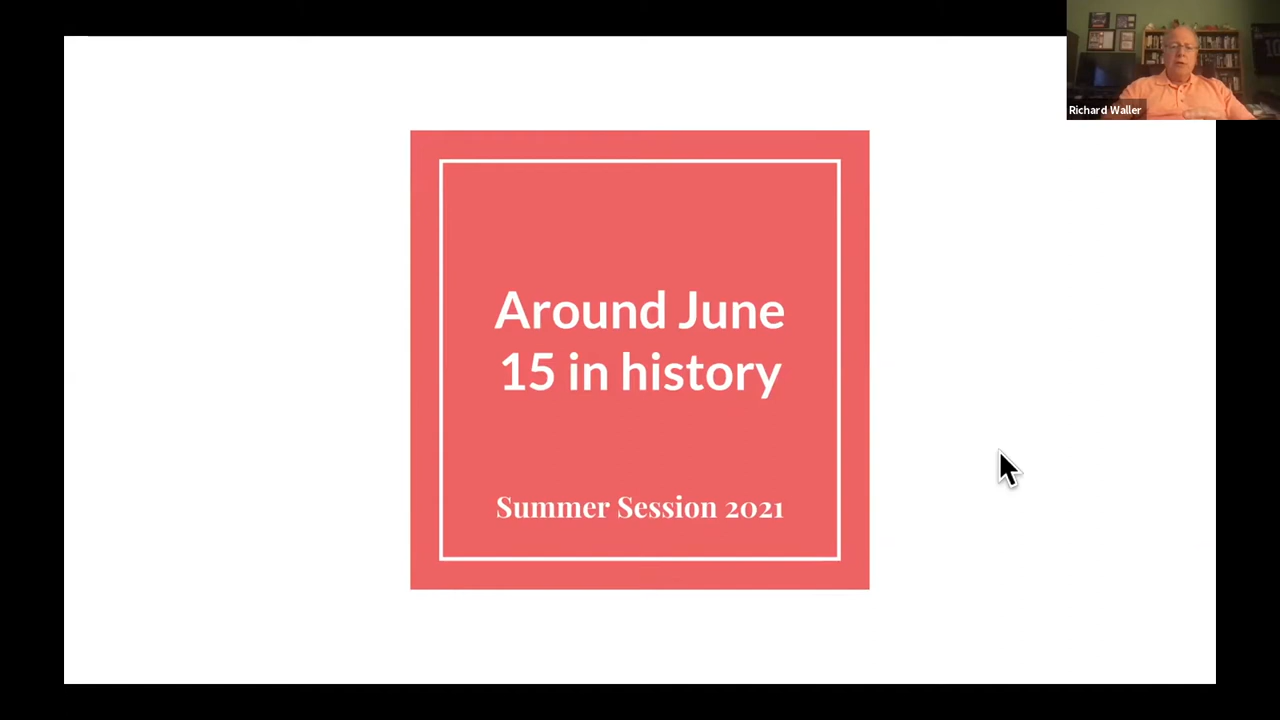 Richard Waller
Around June
15 in history
Summer Session 2021